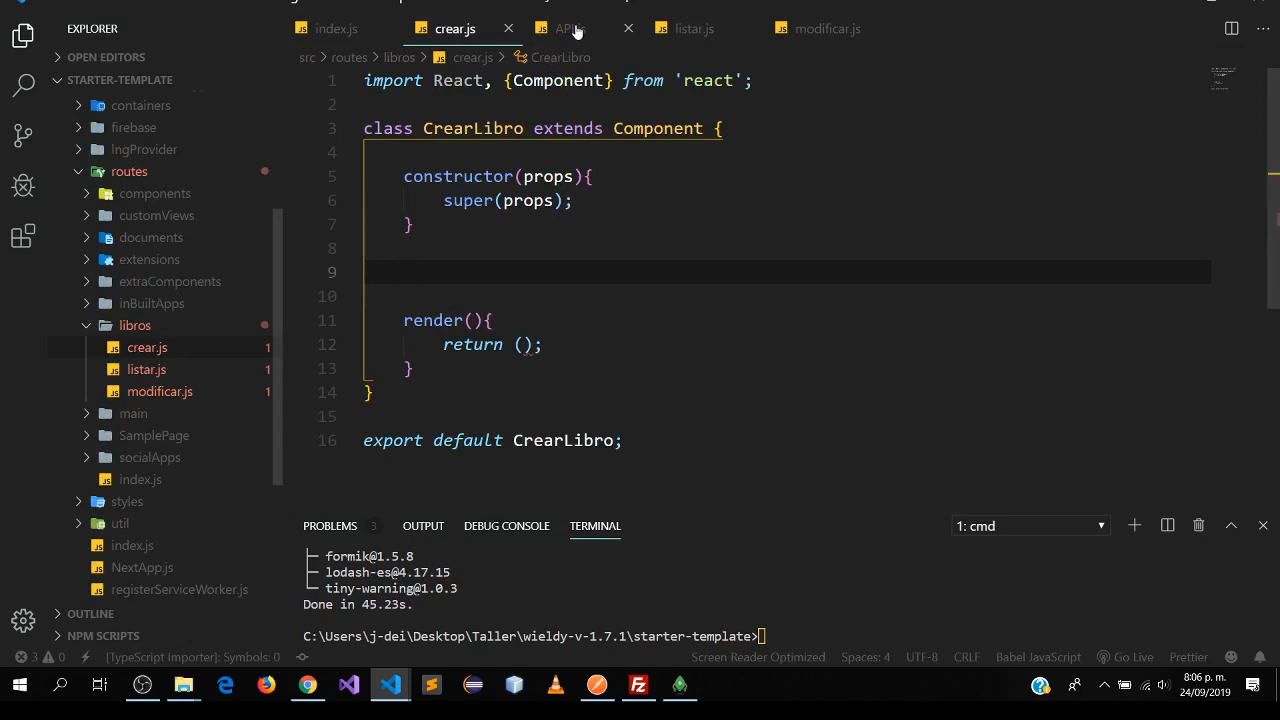 index.js
crear.js
API.js
listar.js
modificar.js
EXPLORER
OPEN EDITORS
STARTER-TEMPLATE
containers
firebase
lngProvider
routes
components
customViews
documents
extensions
extraComponents
inBuiltApps
libros
crear.js 1
listar.js 1
modificar.js 1
main
SamplePage
socialApps
index.js
styles
util
index.js
NextApp.js
registerServiceWorker.js
OUTLINE
NPM SCRIPTS
src > routes > libros > crear.js > CrearLibro
1 import React, {Component} from 'react';
2
3 class CrearLibro extends Component {
4
5 constructor(props){
6 super(props);
7 }
8
9
10
11 render(){
12 return ();
13 }
14 }
15
16 export default CrearLibro;
PROBLEMS 3 OUTPUT DEBUG CONSOLE TERMINAL
1: cmd
├─ formik@1.5.8
├─ lodash-es@4.17.15
└─ tiny-warning@1.0.3
Done in 45.23s.
C:\Users\j-dei\Desktop\Taller\wieldy-v-1.7.1\starter-template>
3 0 [TypeScript Importer]: Symbols: 0
Screen Reader Optimized Spaces: 4 UTF-8 CRLF Babel JavaScript Go Live Prettier
8:06 p. m.
24/09/2019